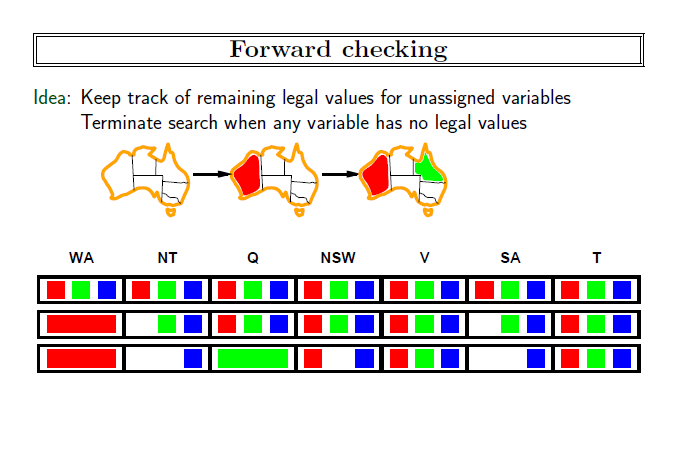 Forward checking
Idea: Keep track of remaining legal values for unassigned variables
Terminate search when any variable has no legal values
WA NT Q NSW V SA T